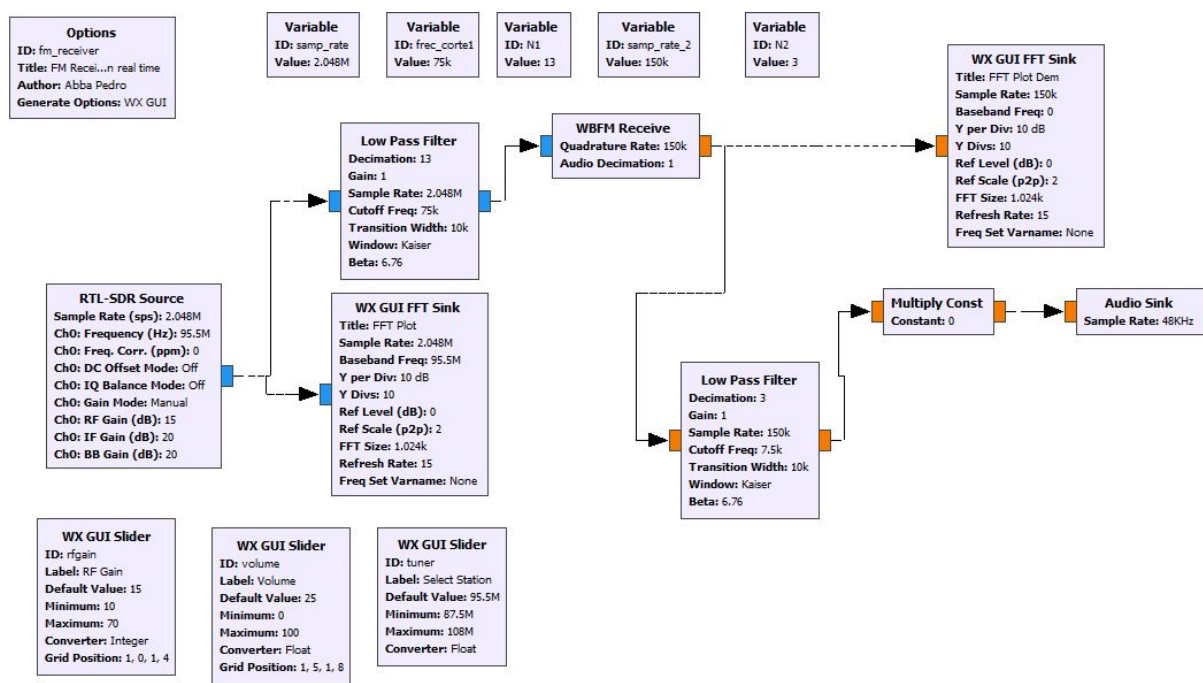 Options
ID: fm_receiver
Title: FM Recei...n real time
Author: Abba Pedro
Generate Options: WX GUI
Variable
ID: samp_rate
Value: 2.048M
Variable
ID: frec_corte1
Value: 75k
Variable
ID: N1
Value: 13
Variable
ID: samp_rate_2
Value: 150k
Variable
ID: N2
Value: 3
WX GUI FFT Sink
Title: FFT Plot Dem
Sample Rate: 150k
Baseband Freq: 0
Y per Div: 10 dB
Y Divs: 10
Ref Level (dB): 0
Ref Scale (p2p): 2
FFT Size: 1.024k
Refresh Rate: 15
Freq Set Varname: None
Low Pass Filter
Decimation: 13
Gain: 1
Sample Rate: 2.048M
Cutoff Freq: 75k
Transition Width: 10k
Window: Kaiser
Beta: 6.76
WBFM Receive
Quadrature Rate: 150k
Audio Decimation: 1
RTL-SDR Source
Sample Rate (sps): 2.048M
Ch0: Frequency (Hz): 95.5M
Ch0: Freq. Corr. (ppm): 0
Ch0: DC Offset Mode: Off
Ch0: IQ Balance Mode: Off
Ch0: Gain Mode: Manual
Ch0: RF Gain (dB): 15
Ch0: IF Gain (dB): 20
Ch0: BB Gain (dB): 20
WX GUI FFT Sink
Title: FFT Plot
Sample Rate: 2.048M
Baseband Freq: 95.5M
Y per Div: 10 dB
Y Divs: 10
Ref Level (dB): 0
Ref Scale (p2p): 2
FFT Size: 1.024k
Refresh Rate: 15
Freq Set Varname: None
Low Pass Filter
Decimation: 3
Gain: 1
Sample Rate: 150k
Cutoff Freq: 7.5k
Transition Width: 10k
Window: Kaiser
Beta: 6.76
Multiply Const
Constant: 0
Audio Sink
Sample Rate: 48KHz
WX GUI Slider
ID: rfgain
Label: RF Gain
Default Value: 15
Minimum: 10
Maximum: 70
Converter: Integer
Grid Position: 1, 0, 1, 4
WX GUI Slider
ID: volume
Label: Volume
Default Value: 25
Minimum: 0
Maximum: 100
Converter: Float
Grid Position: 1, 5, 1, 8
WX GUI Slider
ID: tuner
Label: Select Station
Default Value: 95.5M
Minimum: 87.5M
Maximum: 108M
Converter: Float